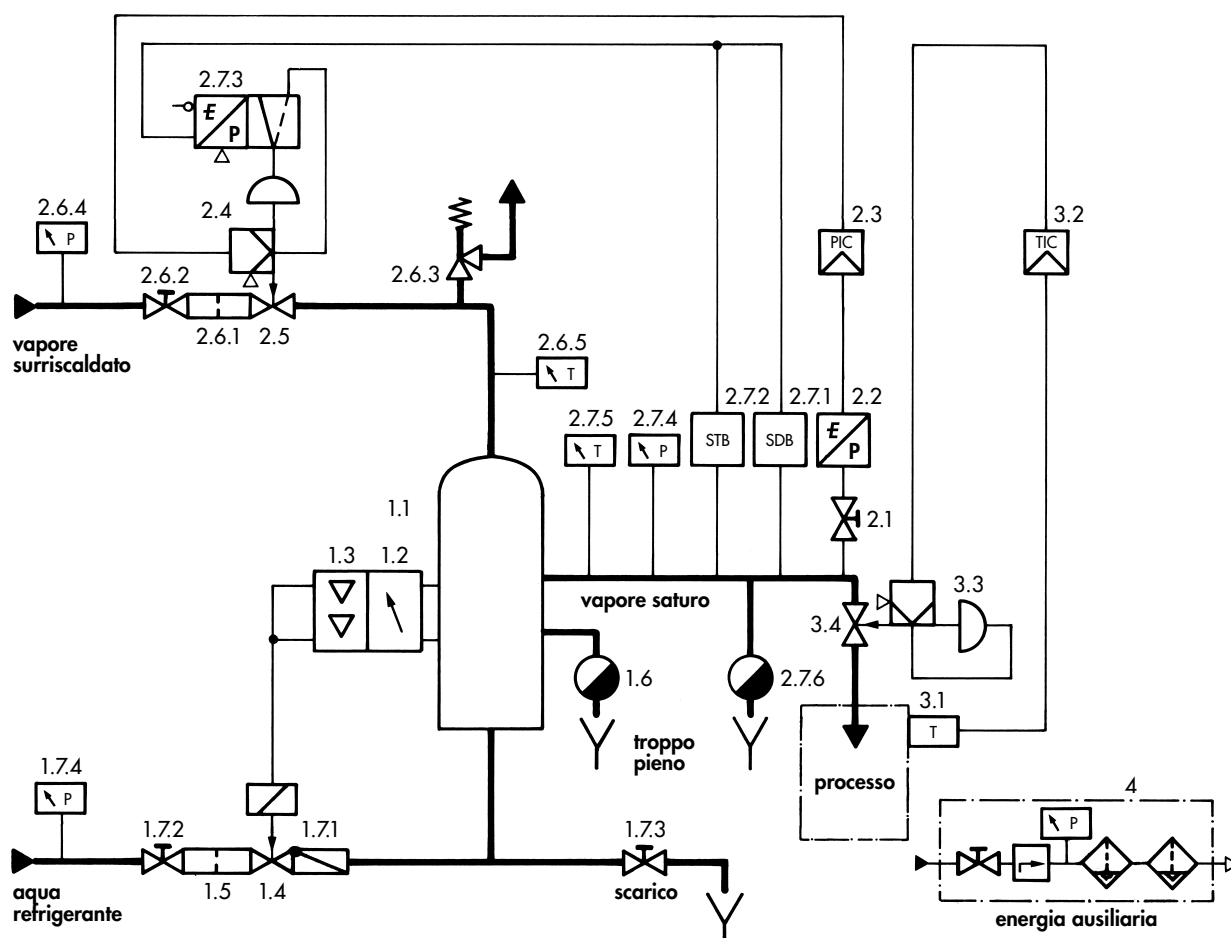 2.7.3
E
P
2.4
2.6.4
P
2.6.2
2.6.3
2.3
PIC
3.2
TIC
2.6.1
2.5
vapore
surriscaldato
2.6.5
T
2.7.5
T
2.7.4
P
2.7.2
STB
2.7.1
SDB
2.2
E
P
2.1
1.1
1.3
1.2
vapore saturo
3.3
3.4
1.6
2.7.6
3.1
T
troppo
pieno
processo
1.7.4
P
1.7.2
1.7.1
1.7.3
4
P
1.5
1.4
scarico
aqua
refrigerante
energia ausiliaria